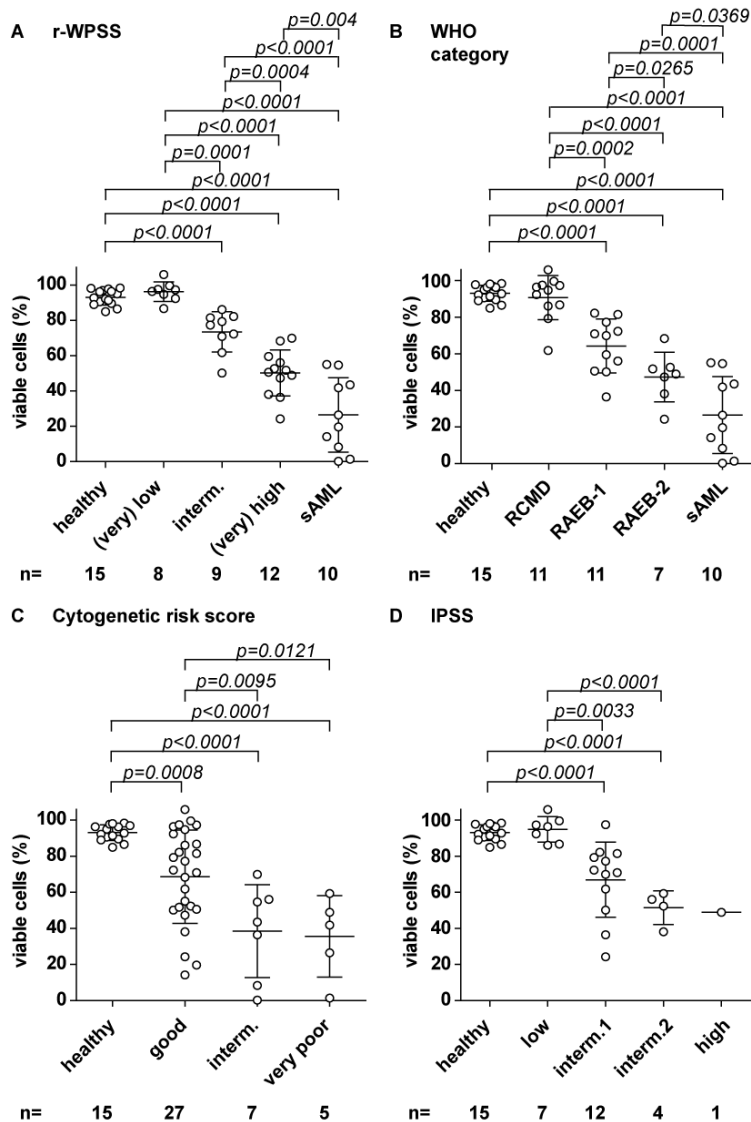 A r-WPSS
p=0.004
p<0.0001
p=0.0004
p<0.0001
p<0.0001
p=0.0001
p<0.0001
p<0.0001
p<0.0001
viable cells (%)
100
80
60
40
20
0
healthy
(very) low
interm.
(very) high
sAML
n= 15 8 9 12 10
B WHO
category
p=0.0369
p=0.0001
p=0.0265
p<0.0001
p<0.0001
p=0.0002
p<0.0001
p<0.0001
p<0.0001
viable cells (%)
100
80
60
40
20
0
healthy
RCMD
RAEB-1
RAEB-2
sAML
n= 15 11 11 7 10
C Cytogenetic risk score
p=0.0121
p=0.0095
p<0.0001
p<0.0001
p=0.0008
viable cells (%)
100
80
60
40
20
0
healthy
good
interm.
very poor
n= 15 27 7 5
D IPSS
p<0.0001
p=0.0033
p<0.0001
p<0.0001
viable cells (%)
100
80
60
40
20
0
healthy
low
interm.1
interm.2
high
n= 15 7 12 4 1